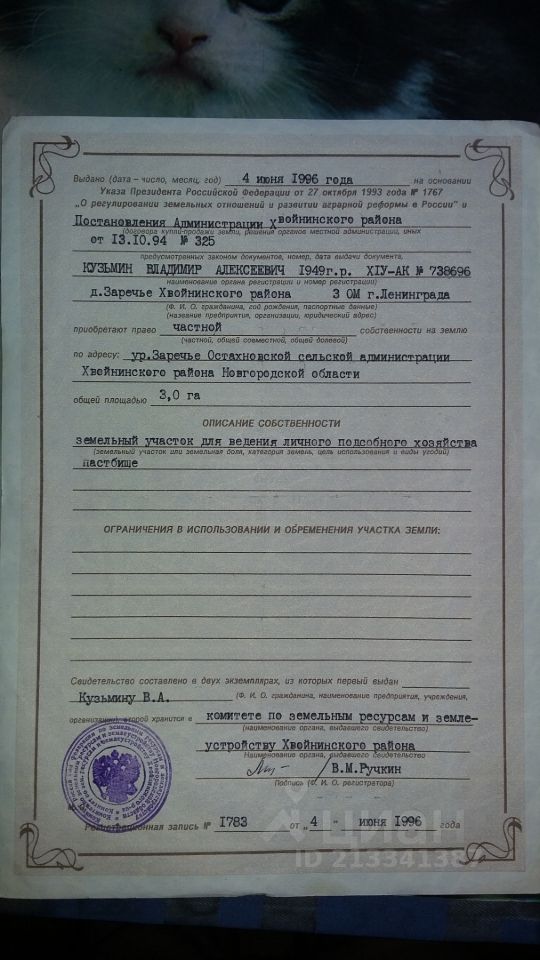 Выдано (дата – число, месяц, год) 4 июня 1996 года на основании
Указа Президента Российской Федерации от 27 октября 1993 года № 1767
„О регулировании земельных отношений и развитии аграрной реформы в России" и
Постановления Администрации Хвойнинского района
(договора купли-продажи земли, решения органов местной администрации, иных
от 13.10.94 № 325
предусмотренных законом документов, номер, дата выдачи документа,
КУЗЬМИН ВЛАДИМИР АЛЕКСЕЕВИЧ 1949г.р. XIУ-АК № 738696
наименование органа регистрации и номер регистрации)
д.Заречье Хвойнинского района 3 ОМ г.Ленинграда
(Ф. И. О. гражданина, год рождения, паспортные данные)
(название предприятия, организации, юридический адрес)
приобретают право частной собственности на землю
(частной, общей совместной, общей долевой)
по адресу: ур.Заречье Остахновской сельской администрации
Хвойнинского района Новгородской области
общей площадью 3,0 га
ОПИСАНИЕ СОБСТВЕННОСТИ
земельный участок для ведения личного подсобного хозяйства
(земельный участок или земельная доля, категория земель, цель использования и виды угодий)
пастбище
ОГРАНИЧЕНИЯ В ИСПОЛЬЗОВАНИИ И ОБРЕМЕНЕНИЯ УЧАСТКА ЗЕМЛИ:
Свидетельство составлено в двух экземплярах, из которых первый выдан
Кузьмину В.А. (Ф. И. О. гражданина, наименование предприятия, учреждения,
организации), второй хранится в комитете по земельным ресурсам и земле-
(наименование органа, выдавшего свидетельство)
устройству Хвойнинского района
Наименование органа, выдавшего свидетельство
/В.М.Ручкин
Подпись (Ф. И. О. регистратора)
Регистрационная запись № 1783 от „4 июня 1996 года
циан
ID 21334138